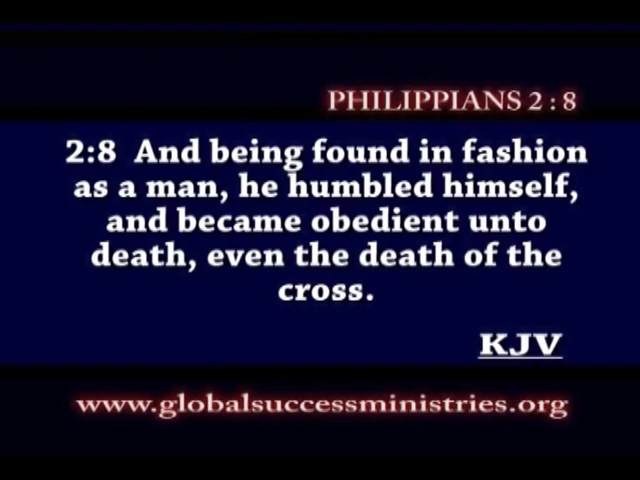 PHILIPPIANS 2 : 8
2:8 And being found in fashion
as a man, he humbled himself,
and became obedient unto
death, even the death of the
cross.
KJV
www.globalsuccessministries.org